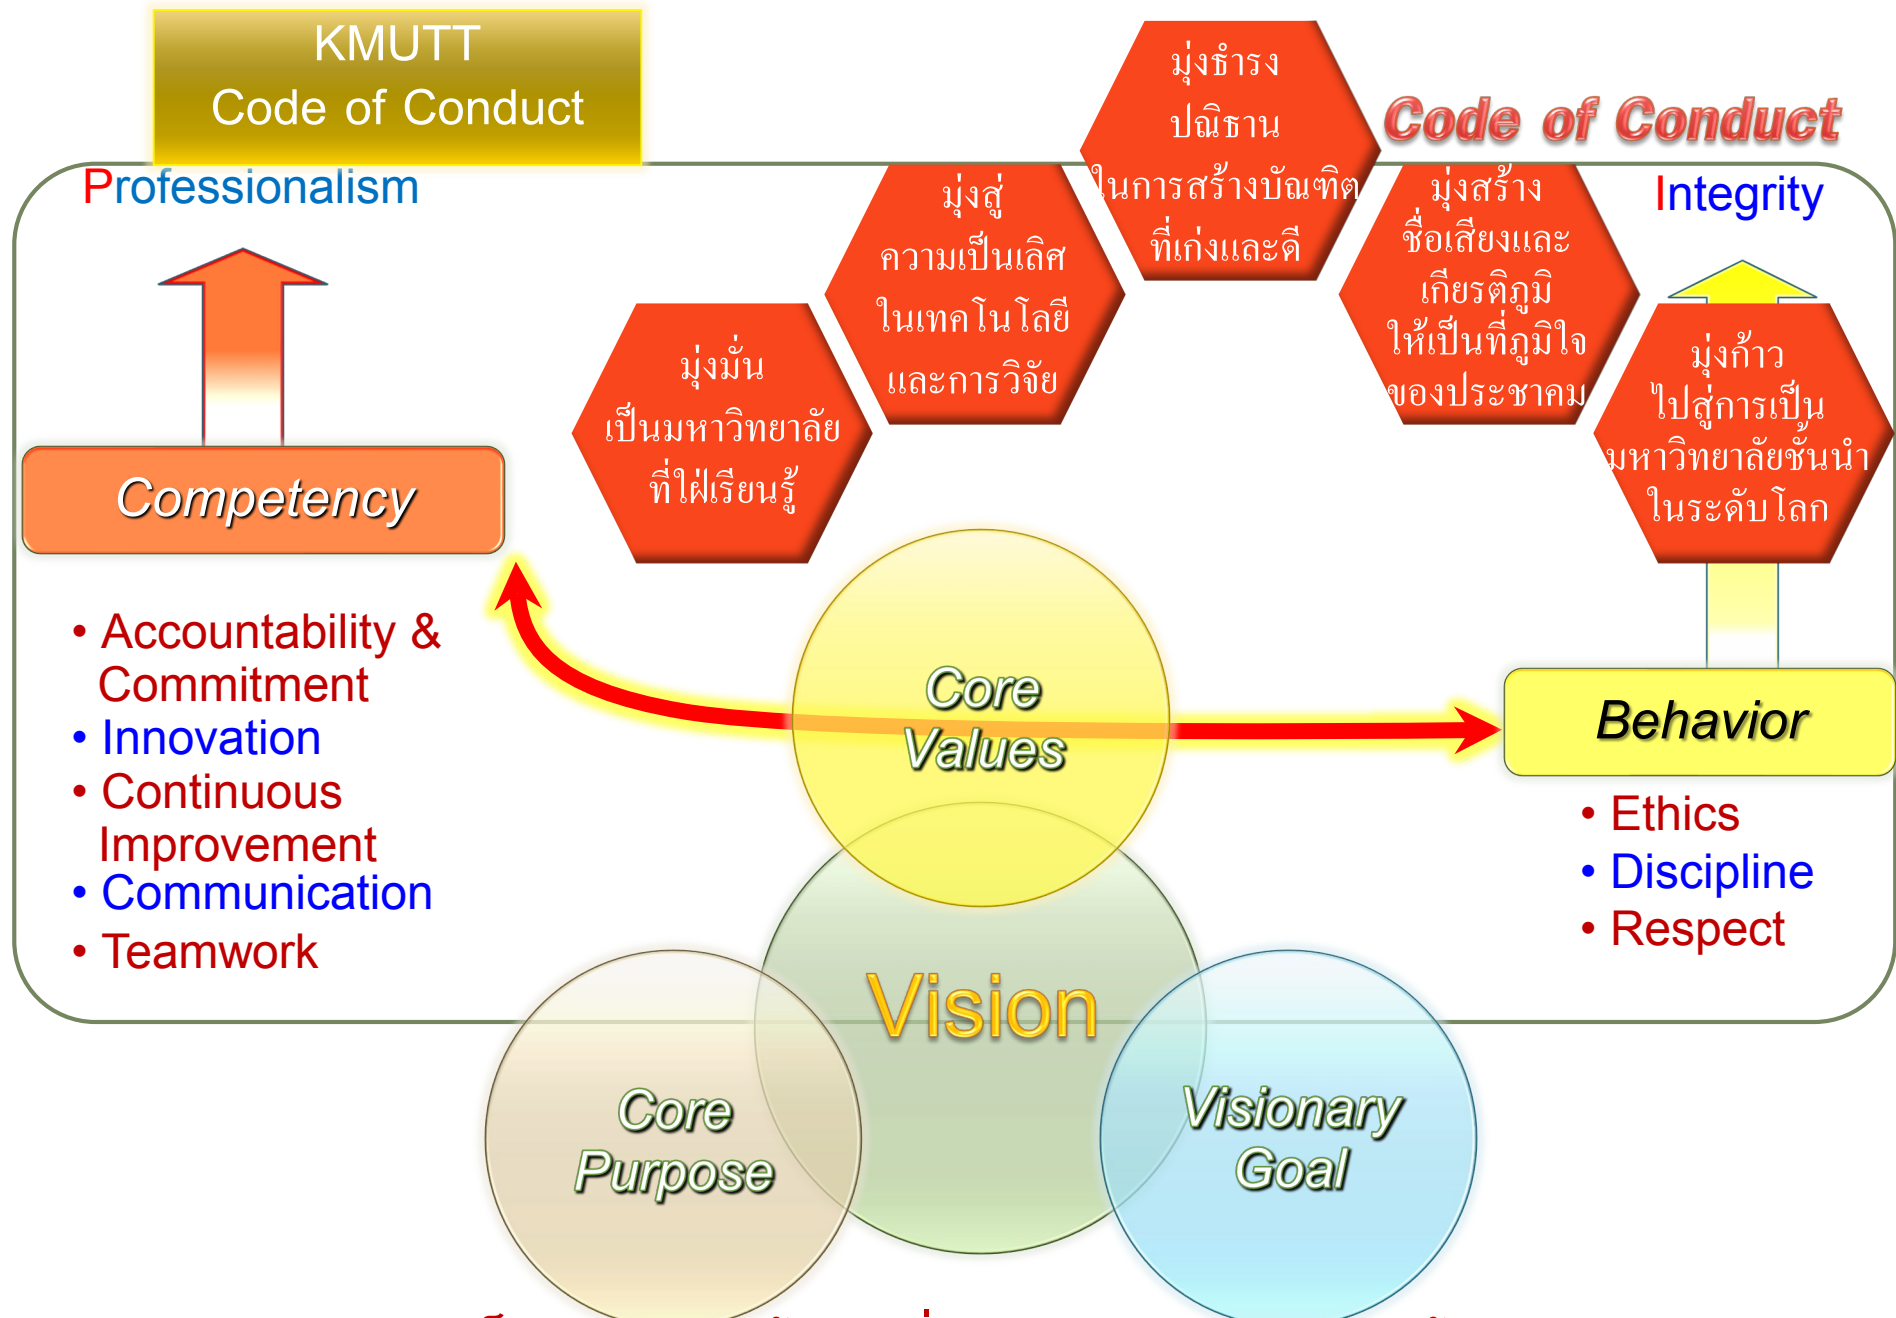 KMUTT
Code of Conduct
Code of Conduct
Professionalism
Integrity
มุ่งมั่น
เป็นมหาวิทยาลัย
ที่ใฝ่เรียนรู้
มุ่งสู่
ความเป็นเลิศ
ในเทคโนโลยี
และการวิจัย
มุ่งธำรง
ปณิธาน
ในการสร้างบัณฑิต
ที่เก่งและดี
มุ่งสร้าง
ชื่อเสียงและ
เกียรติภูมิ
ให้เป็นที่ภูมิใจ
ของประชาคม
มุ่งก้าว
ไปสู่การเป็น
มหาวิทยาลัยชั้นนำ
ในระดับโลก
Competency
• Accountability &
Commitment
• Innovation
• Continuous
Improvement
• Communication
• Teamwork
Core
Values
Behavior
• Ethics
• Discipline
• Respect
Vision
Core
Purpose
Visionary
Goal